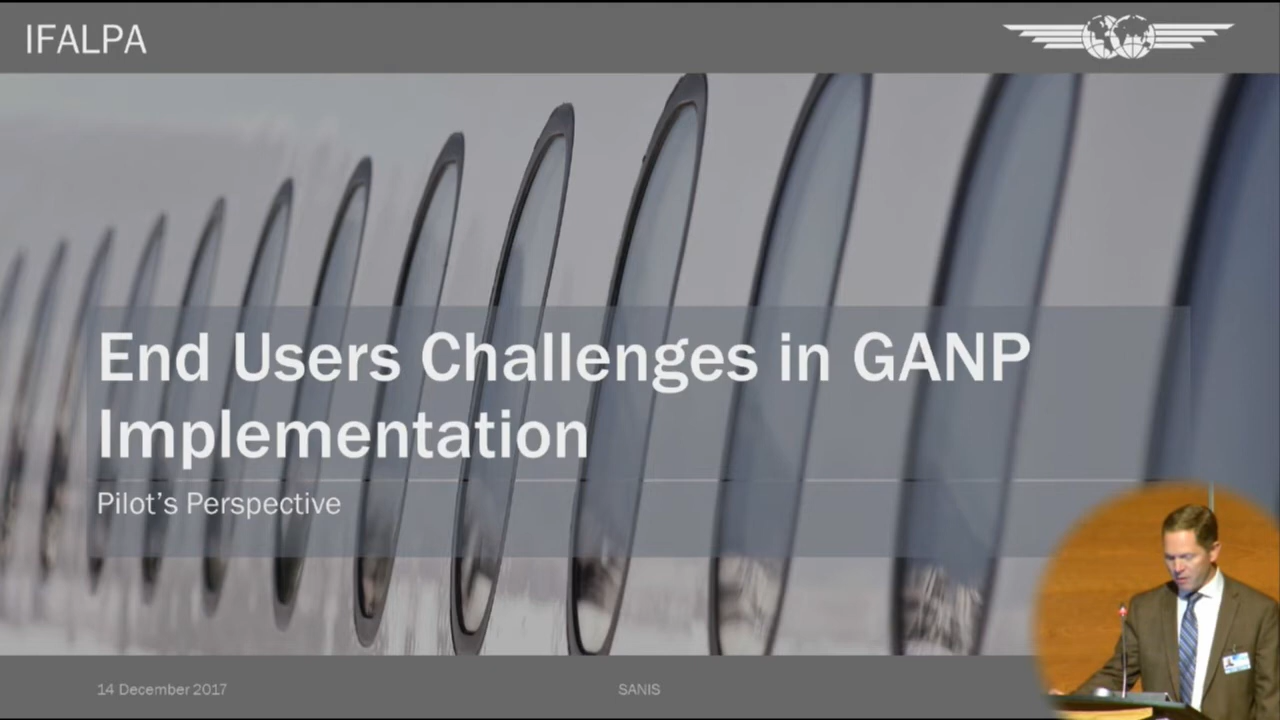 IFALPA
End Users Challenges in GANP
Implementation
Pilot's Perspective
14 December 2017
SANIS